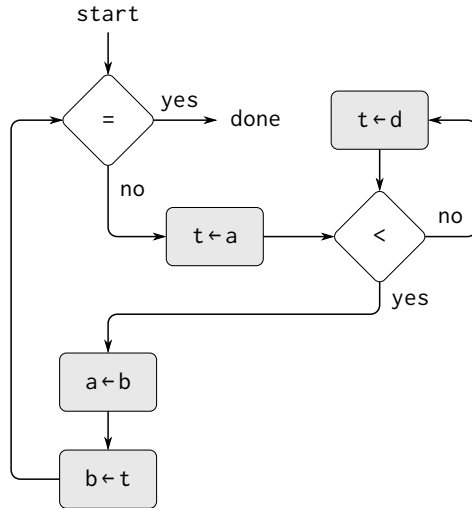 start
=
yes
done
no
t←a
t←d
<
no
yes
a←b
b←t